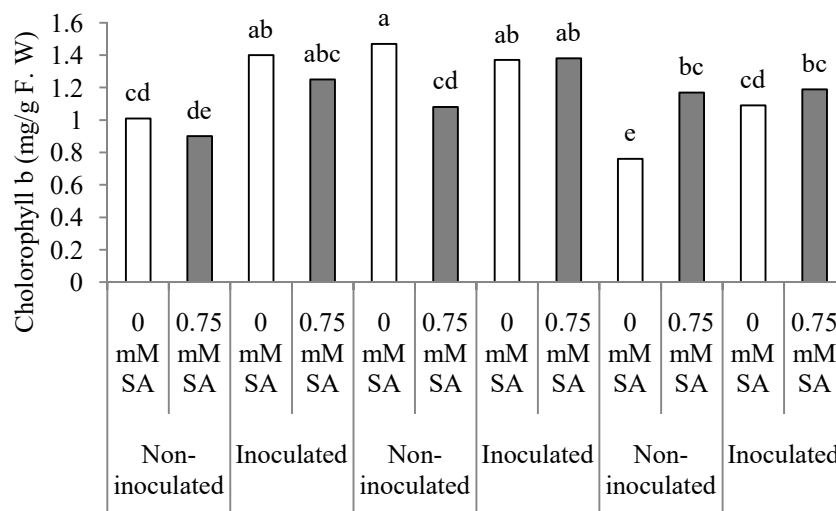 Cholorophyll b (mg/g F. W)
1.6
1.4
1.2
1
0.8
0.6
0.4
0.2
0
cd
de
ab
abc
a
cd
ab
ab
e
bc
cd
bc
0 0.75 0 0.75 0 0.75 0 0.75 0 0.75 0 0.75
mM mM mM mM mM mM mM mM mM mM mM mM
SA SA SA SA SA SA SA SA SA SA SA SA
Non- Inoculated Non- Inoculated Non- Inoculated
inoculated inoculated inoculated